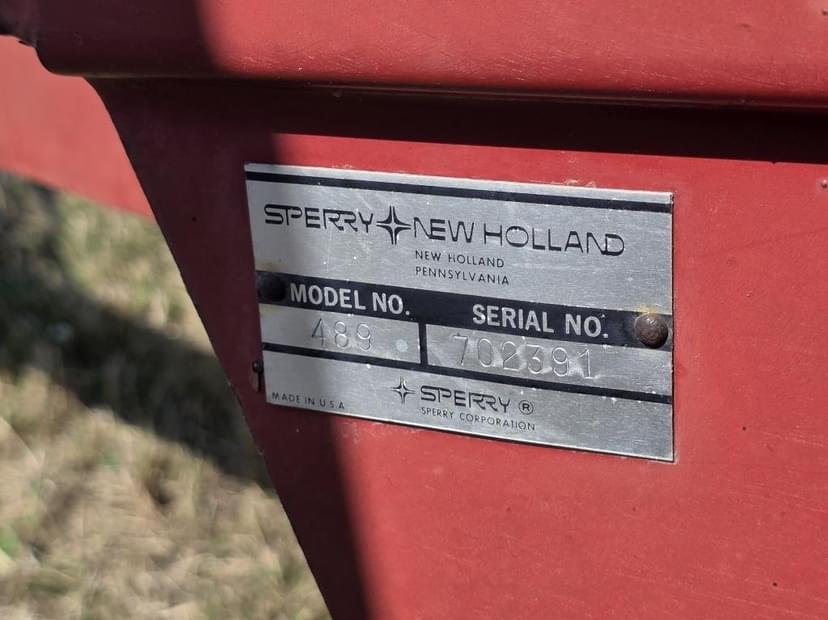 SPERRY NEW HOLLAND
NEW HOLLAND
PENNSYLVANIA
MODEL NO. SERIAL NO.
489 702391
MADE IN U.S.A
SPERRY ®
SPERRY CORPORATION